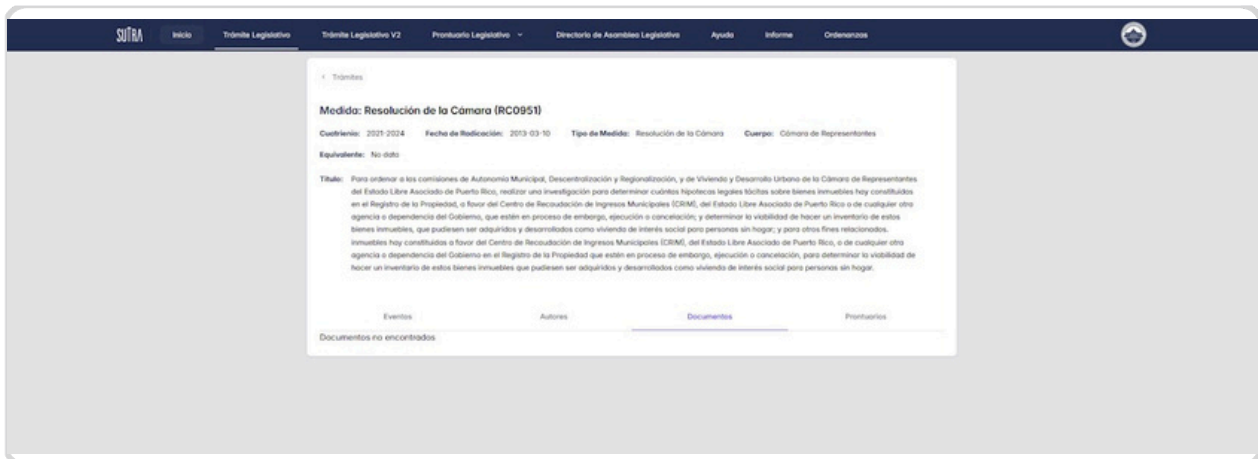 SUTRA Inicio Trámite Legislativo Trámite Legislativo V2 Prontuario Legislativo Directorio de Asamblea Legislativa Ayuda Informe Ordenanzas
< Trámites
Medida: Resolución de la Cámara (RC0951)
Cuatrienio: 2021-2024 Fecha de Radicación: 2013-03-10 Tipo de Medida: Resolución de la Cámara Cuerpo: Cámara de Representantes
Equivalente: No data
Título: Para ordenar a las comisiones de Autonomía Municipal, Descentralización y Regionalización, y de Vivienda y Desarrollo Urbano de la Cámara de Representantes
del Estado Libre Asociado de Puerto Rico, realizar una investigación para determinar cuántas hipotecas legales tácitas sobre bienes inmuebles hay constituidas
en el Registro de la Propiedad, a favor del Centro de Recaudación de Ingresos Municipales (CRIM), del Estado Libre Asociado de Puerto Rico o de cualquier otra
agencia o dependencia del Gobierno, que estén en proceso de embargo, ejecución o cancelación; y determinar la viabilidad de hacer un inventario de estos
bienes inmuebles, que pudiesen ser adquiridos y desarrollados como vivienda de interés social para personas sin hogar; y para otros fines relacionados.
inmuebles hay constituidas a favor del Centro de Recaudación de Ingresos Municipales (CRIM), del Estado Libre Asociado de Puerto Rico, o de cualquier otra
agencia o dependencia del Gobierno en el Registro de la Propiedad que estén en proceso de embargo, ejecución o cancelación, para determinar la viabilidad de
hacer un inventario de estos bienes inmuebles que pudiesen ser adquiridos y desarrollados como vivienda de interés social para personas sin hogar.
Eventos Autores Documentos Prontuarios
Documentos no encontrados